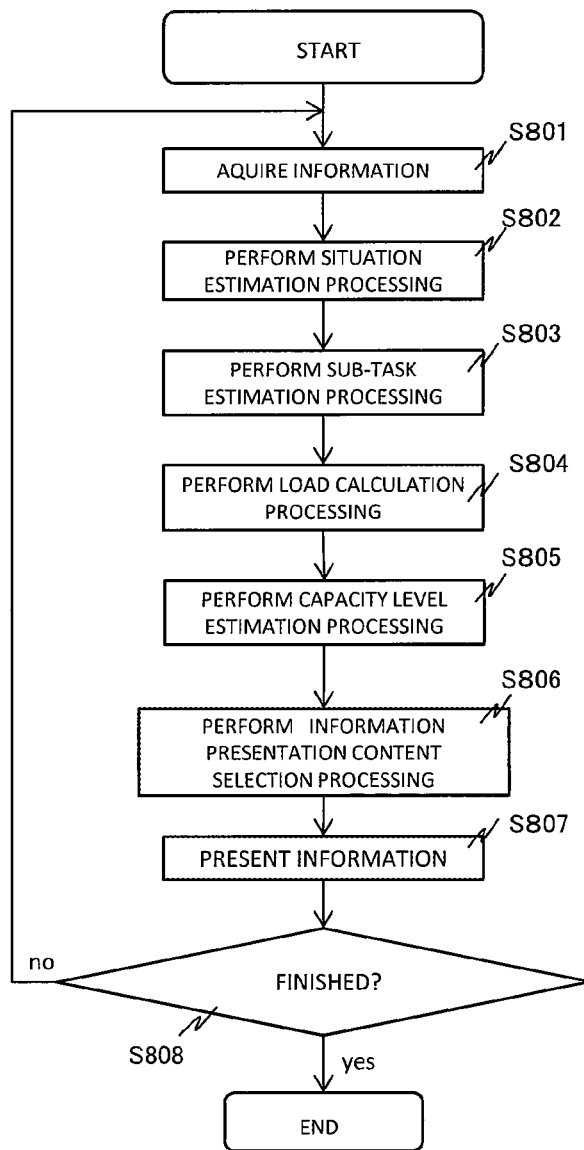 START
S801
AQUIRE INFORMATION
S802
PERFORM SITUATION
ESTIMATION PROCESSING
S803
PERFORM SUB-TASK
ESTIMATION PROCESSING
S804
PERFORM LOAD CALCULATION
PROCESSING
S805
PERFORM CAPACITY LEVEL
ESTIMATION PROCESSING
S806
PERFORM INFORMATION
PRESENTATION CONTENT
SELECTION PROCESSING
S807
PRESENT INFORMATION
no
FINISHED?
S808
yes
END